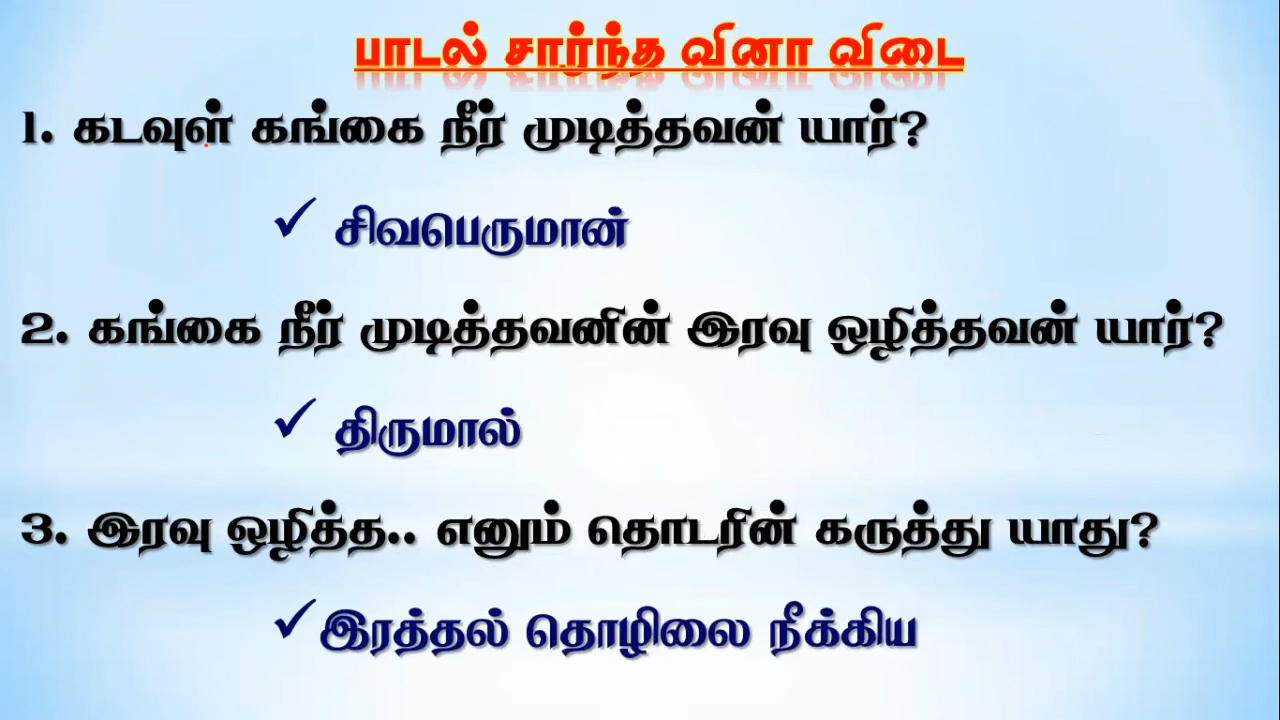 பாடல் சார்ந்த வினா விடை
1. கடவுள் கங்கை நீர் முடித்தவன் யார்?
✓ சிவபெருமான்
2. கங்கை நீர் முடித்தவனின் இரவு ஒழித்தவன் யார்?
✓ திருமால்
3. இரவு ஒழித்த.. எனும் தொடரின் கருத்து யாது?
✓ இரத்தல் தொழிலை நீக்கிய